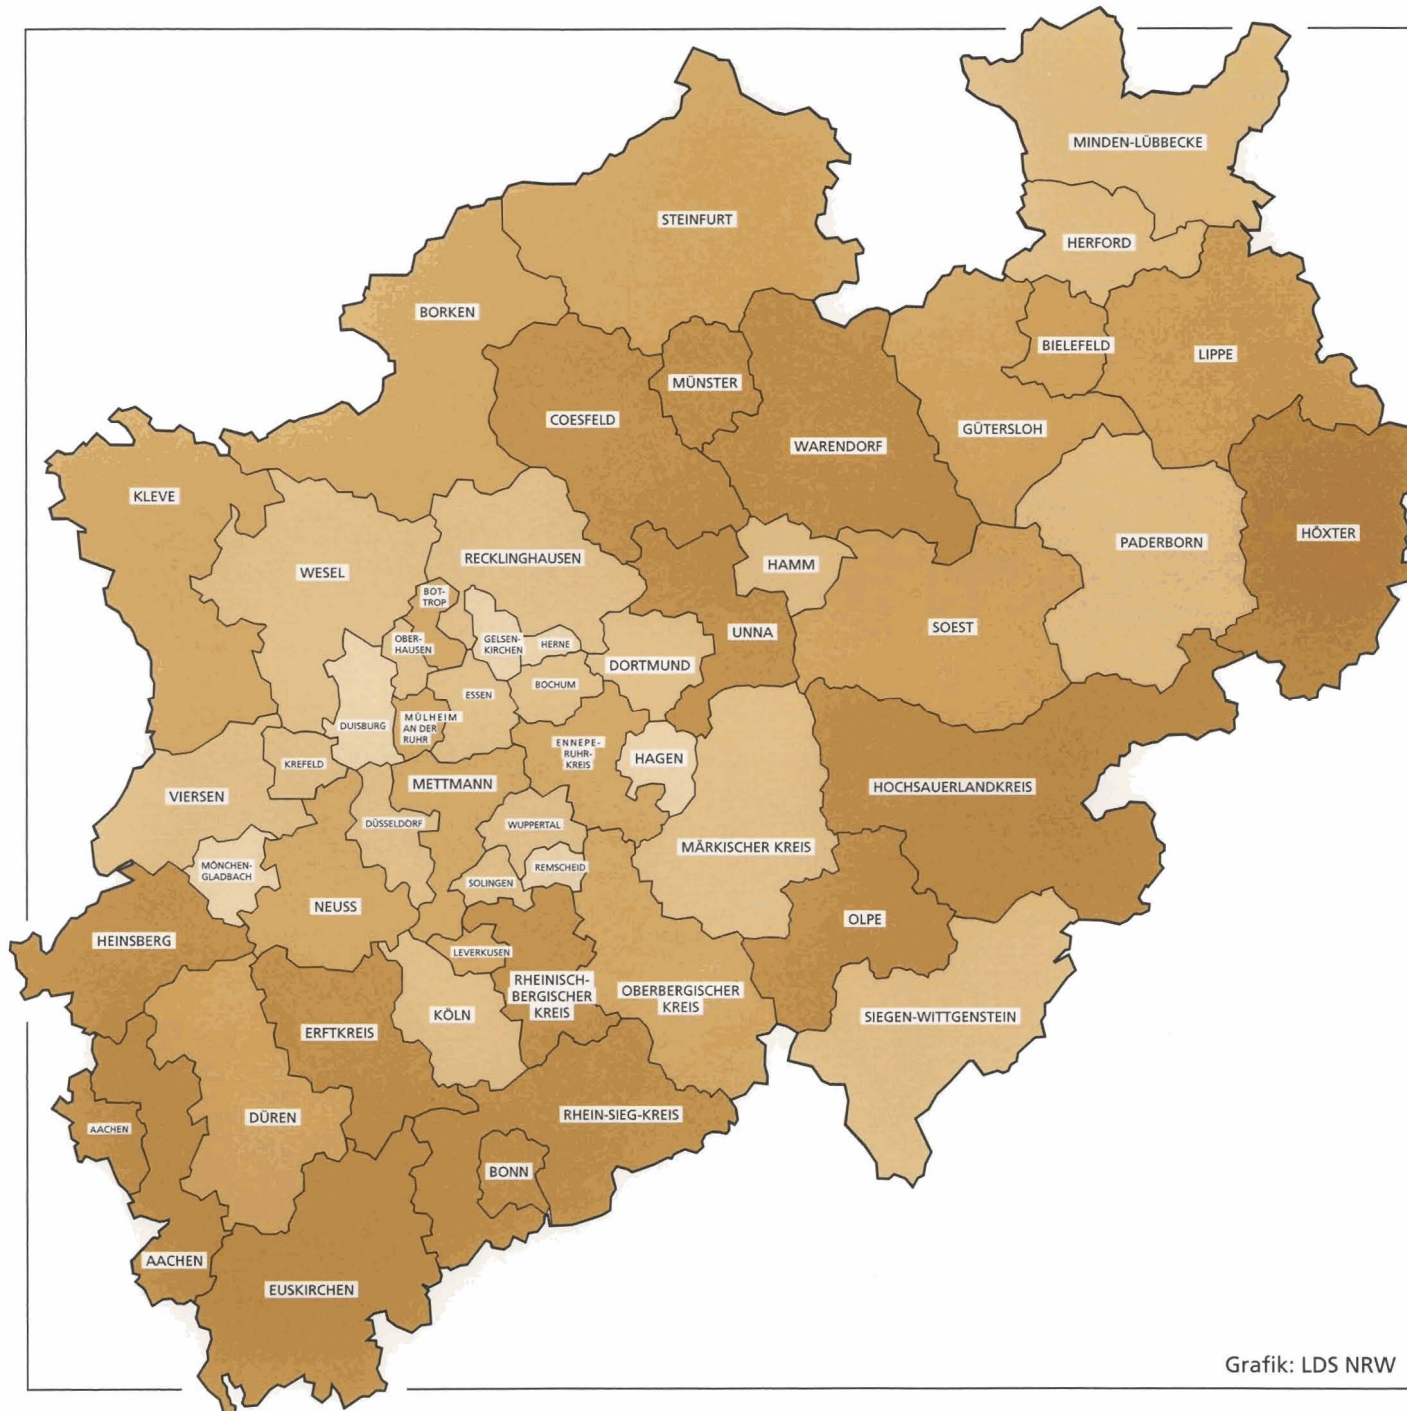 MINDEN-LÜBBECKE
STEINFURT
HERFORD
BORKEN
BIELEFELD
LIPPE
MÜNSTER
COESFELD
GÜTERSLOH
WARENDORF
KLEVE
HÖXTER
PADERBORN
RECKLINGHAUSEN
HAMM
WESEL
BOT-
TROP
UNNA
SOEST
OBER-
HAUSEN
GELSEN-
KIRCHEN
HERNE
DORTMUND
BOCHUM
ESSEN
DUISBURG
MÜLHEIM
AN DER
RUHR
ENNEPE-
RUHR-
KREIS
HAGEN
KREFELD
METTMANN
HOCHSAUERLANDKREIS
VIERSEN
DÜSSELDORF
WUPPERTAL
MÄRKISCHER KREIS
MÖNCHEN-
GLADBACH
REMSCHEID
SOLINGEN
NEUSS
OLPE
HEINSBERG
LEVERKUSEN
RHEINISCH-
BERGISCHER
KREIS
OBERBERGISCHER
KREIS
KÖLN
SIEGEN-WITTGENSTEIN
ERFTKREIS
DÜREN
RHEIN-SIEG-KREIS
AACHEN
BONN
AACHEN
EUSKIRCHEN
Grafik: LDS NRW